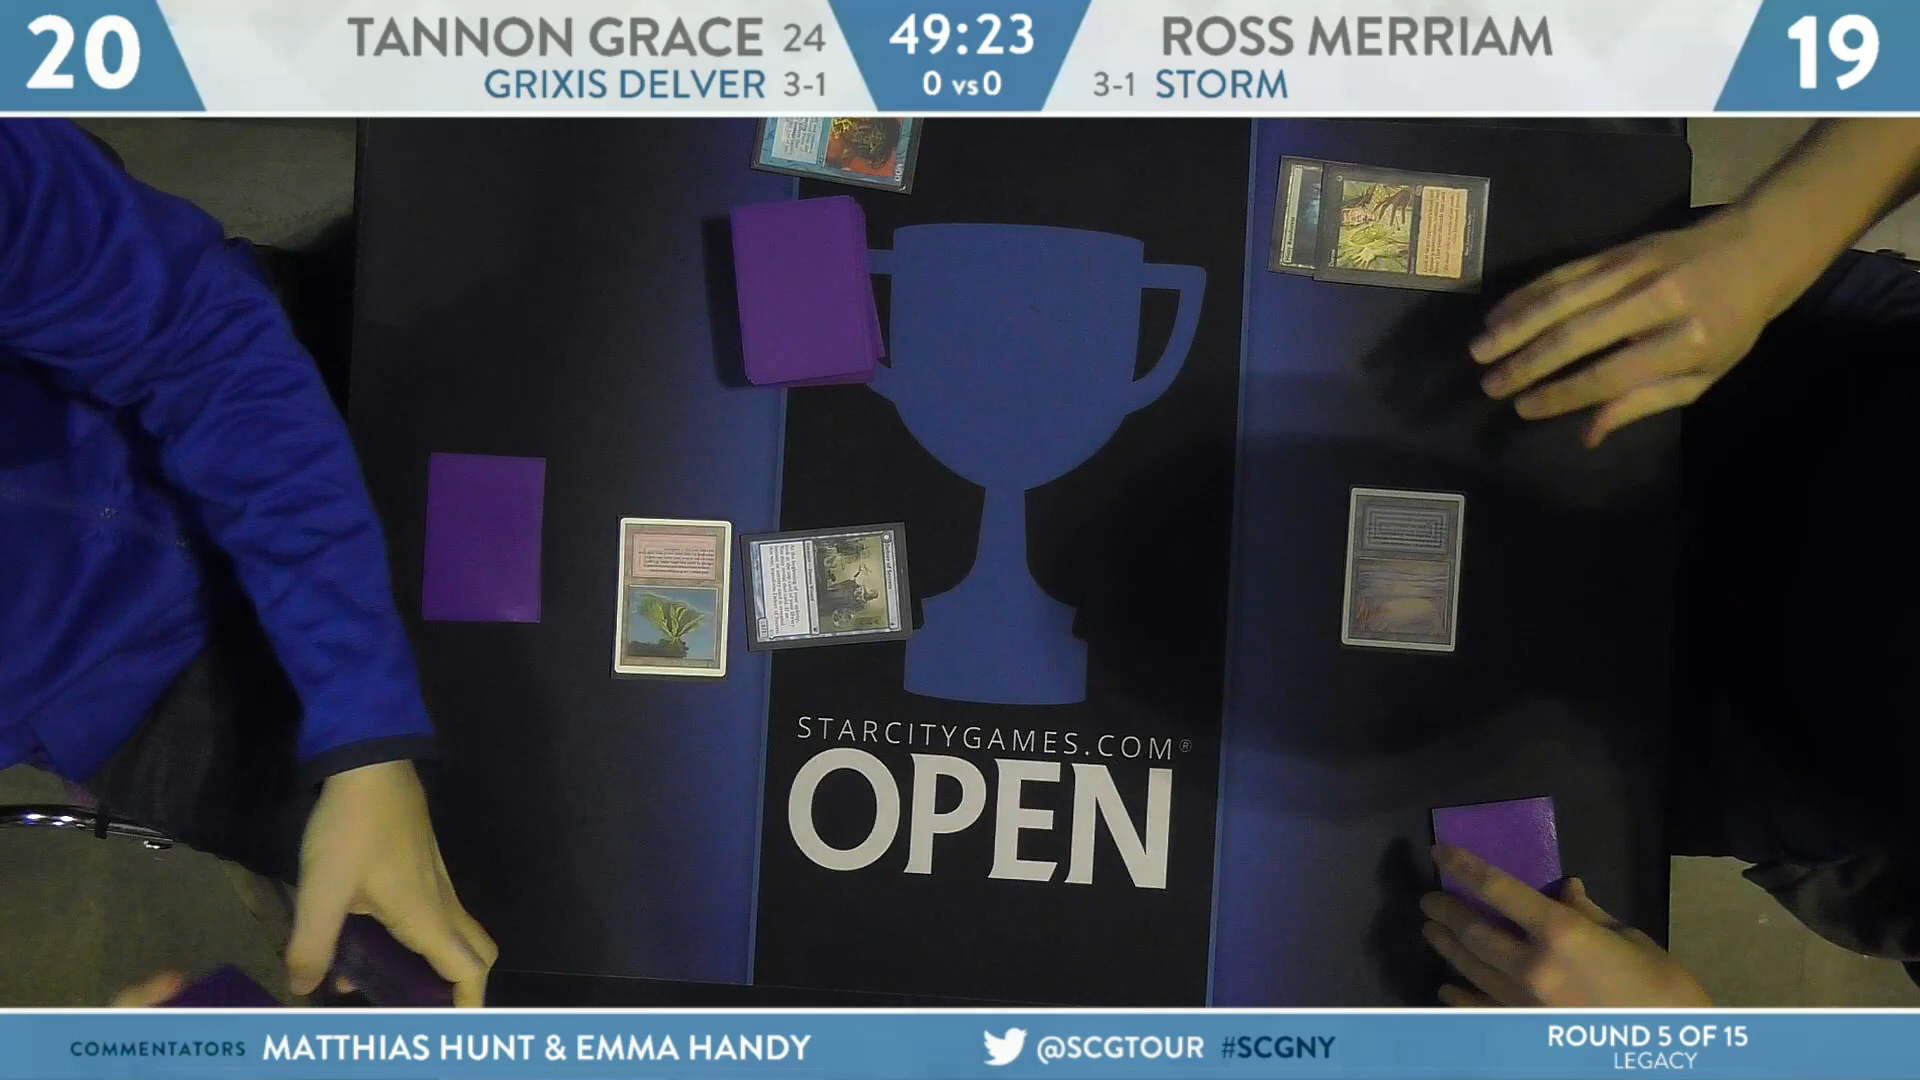 20
TANNON GRACE 24
GRIXIS DELVER 3-1
49:23
0 vs 0
ROSS MERRIAM
3-1 STORM
19
STARCITYGAMES.COM®
OPEN
COMMENTATORS MATTHIAS HUNT & EMMA HANDY
@SCGTOUR #SCGNY
ROUND 5 OF 15
LEGACY